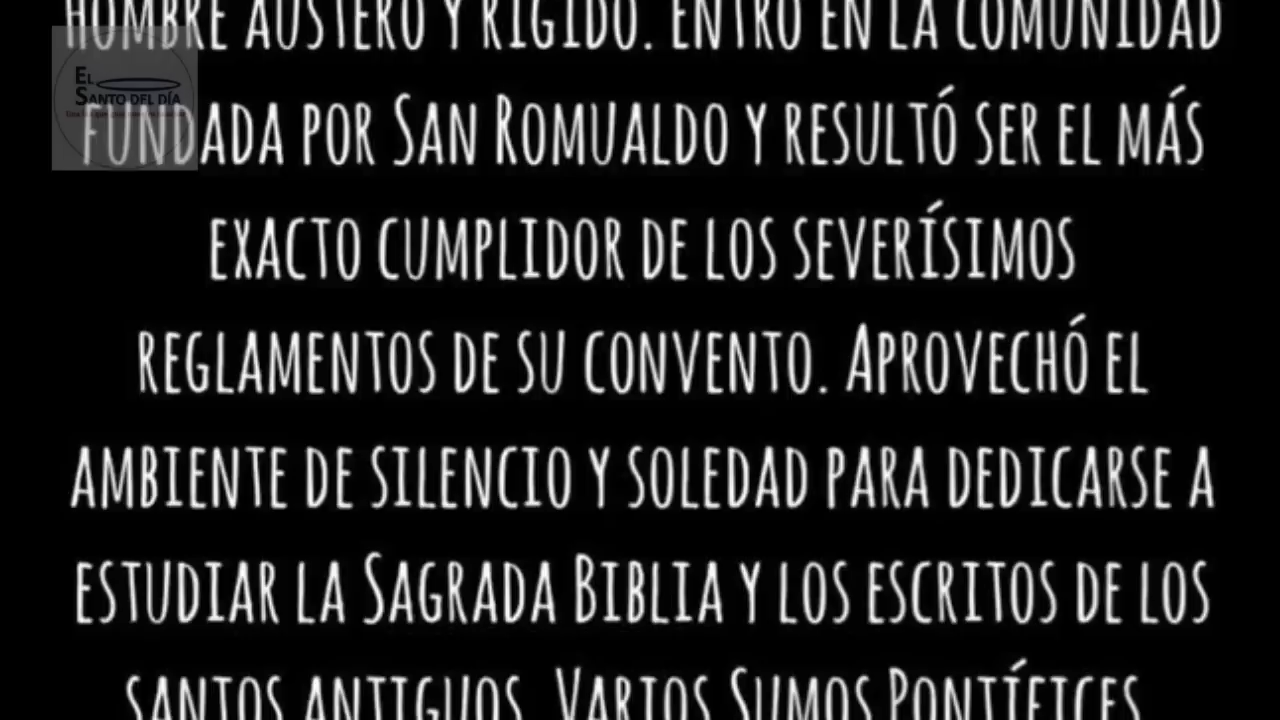 HOMBRE AUSTERO Y RÍGIDO. ENTRÓ EN LA COMUNIDAD
EL
SANTO DEL DÍA
FUNDADA POR SAN ROMUALDO Y RESULTÓ SER EL MÁS
EXACTO CUMPLIDOR DE LOS SEVERÍSIMOS
REGLAMENTOS DE SU CONVENTO. APROVECHÓ EL
AMBIENTE DE SILENCIO Y SOLEDAD PARA DEDICARSE A
ESTUDIAR LA SAGRADA BIBLIA Y LOS ESCRITOS DE LOS
SANTOS ANTIGUOS. VARIOS SUMOS PONTÍFICES